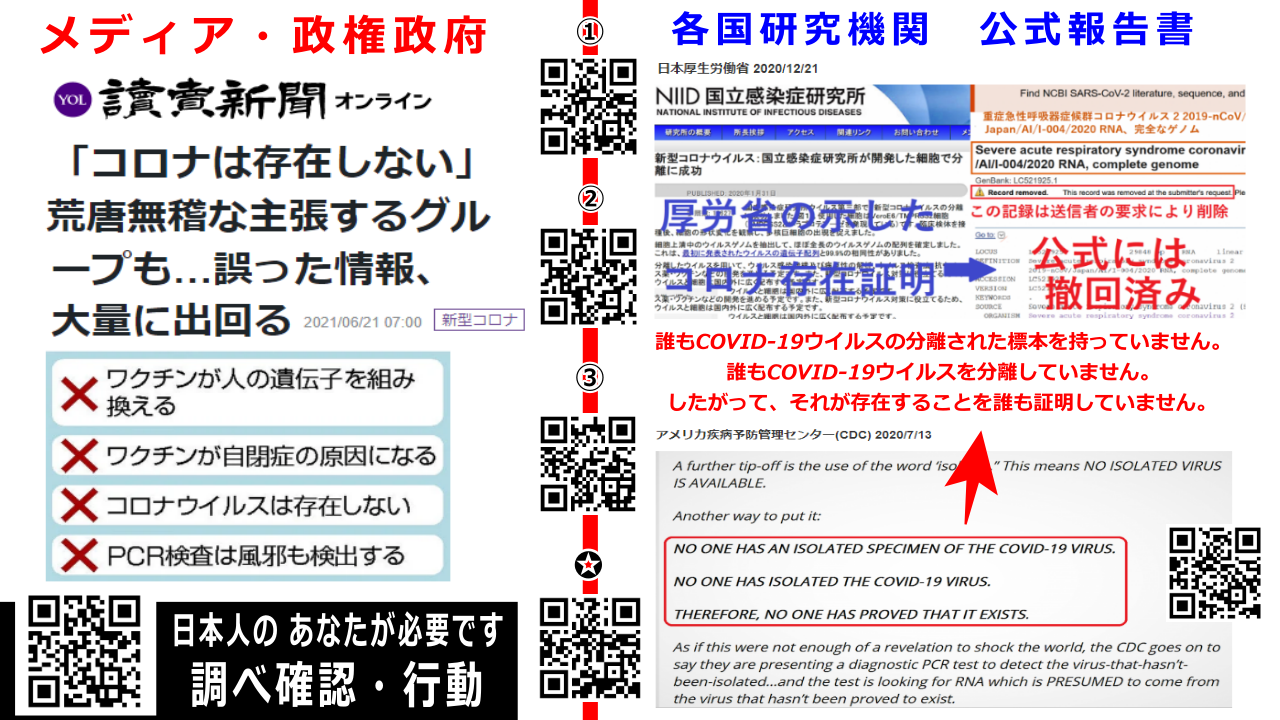 メディア・政権政府
YOL 讀賣新聞 オンライン
「コロナは存在しない」
荒唐無稽な主張するグル
ープも…誤った情報、
大量に出回る 2021/06/21 07:00 新型コロナ
ワクチンが人の遺伝子を組み
換える
ワクチンが自閉症の原因になる
コロナウイルスは存在しない
PCR検査は風邪も検出する
日本人の あなたが必要です
調べ確認・行動
①
②
③
各国研究機関 公式報告書
日本厚生労働省 2020/12/21
NIID 国立感染症研究所
NATIONAL INSTITUTE OF INFECTIOUS DISEASES
研究所の概要 所長挨拶 アクセス 関連リンク お問い合わせ
新型コロナウイルス：国立感染症研究所が開発した細胞で分
離に成功
PUBLISHED: 2020年1月31日
厚労省の示した
コロナ存在証明
ウイルスと細胞は国内外に広く配布する予定です。
Find NCBI SARS-CoV-2 literature, sequence, and
重症急性呼吸器症候群コロナウイルス 2 2019-nCoV/
Japan/AI/I-004/2020 RNA、完全なゲノム
Severe acute respiratory syndrome coronavir
/AI/I-004/2020 RNA, complete genome
GenBank: LC521925.1
Record removed. This record was removed at the submitter's request. Ple
この記録は送信者の要求により削除
Go to:
公式には
撤回済み
LOCUS
DEFINITION
ACCESSION
VERSION
KEYWORDS
SOURCE
ORGANISM
誰もCOVID-19ウイルスの分離された標本を持っていません。
誰もCOVID-19ウイルスを分離していません。
したがって、それが存在することを誰も証明していません。
アメリカ疾病予防管理センター(CDC) 2020/7/13
A further tip-off is the use of the word This means NO ISOLATED VIRUS
IS AVAILABLE.
Another way to put it:
NO ONE HAS AN ISOLATED SPECIMEN OF THE COVID-19 VIRUS.
NO ONE HAS ISOLATED THE COVID-19 VIRUS.
THEREFORE, NO ONE HAS PROVED THAT IT EXISTS.
As if this were not enough of a revelation to shock the world, the CDC goes on to
say they are presenting a diagnostic PCR test to detect the virus-that-hasn't-
been-isolated…and the test is looking for RNA which is PRESUMED to come from
the virus that hasn't been proved to exist.